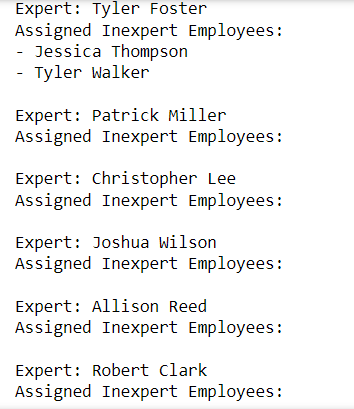 Expert: Tyler Foster
Assigned Inexpert Employees:
- Jessica Thompson
- Tyler Walker
Expert: Patrick Miller
Assigned Inexpert Employees:
Expert: Christopher Lee
Assigned Inexpert Employees:
Expert: Joshua Wilson
Assigned Inexpert Employees:
Expert: Allison Reed
Assigned Inexpert Employees:
Expert: Robert Clark
Assigned Inexpert Employees: